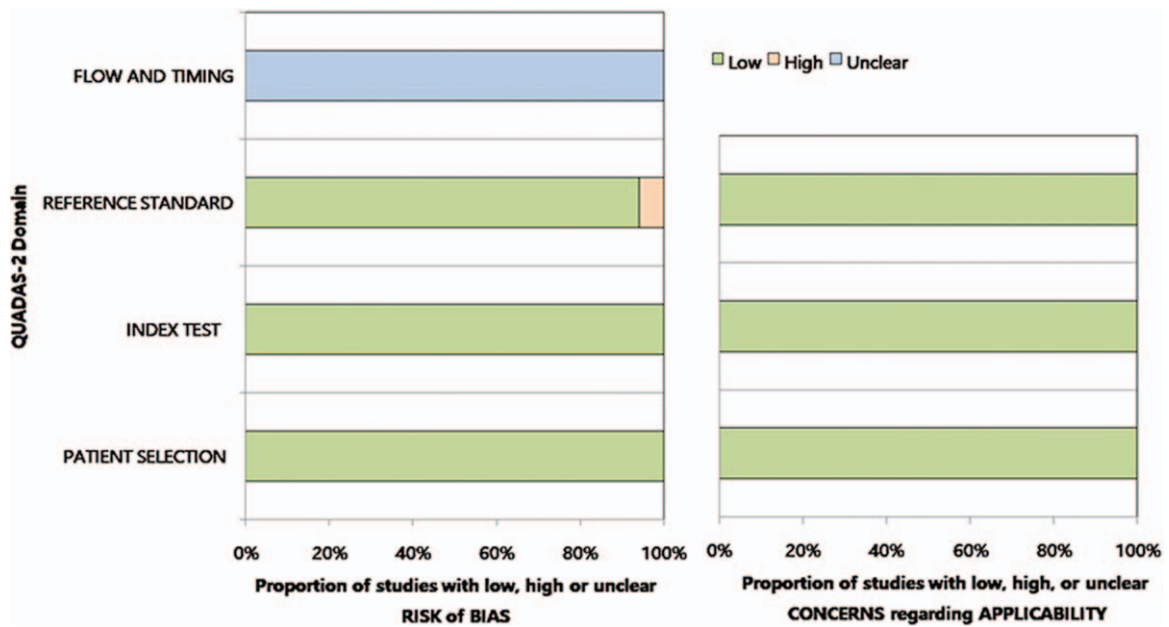 QUADAS-2 Domain
FLOW AND TIMING
REFERENCE STANDARD
INDEX TEST
PATIENT SELECTION
0% 20% 40% 60% 80% 100%
Proportion of studies with low, high or unclear
RISK of BIAS
Low High Unclear
0% 20% 40% 60% 80% 100%
Proportion of studies with low, high, or unclear
CONCERNS regarding APPLICABILITY